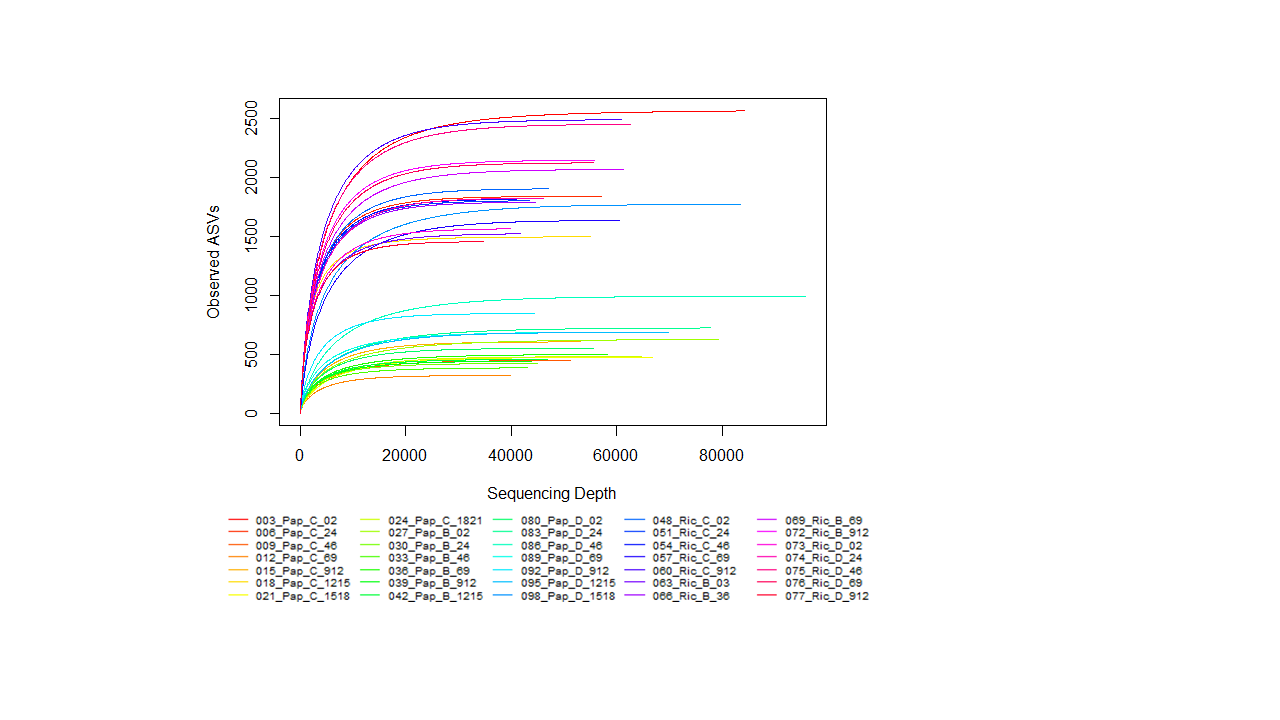 2500
2000
1500
1000
500
0
Observed ASVs
0 20000 40000 60000 80000
Sequencing Depth
003_Pap_C_02 024_Pap_C_1821 080_Pap_D_02 048_Ric_C_02 069_Ric_B_69
006_Pap_C_24 027_Pap_B_02 083_Pap_D_24 051_Ric_C_24 072_Ric_B_912
009_Pap_C_46 030_Pap_B_24 086_Pap_D_46 054_Ric_C_46 073_Ric_D_02
012_Pap_C_69 033_Pap_B_46 089_Pap_D_69 057_Ric_C_69 074_Ric_D_24
015_Pap_C_912 036_Pap_B_69 092_Pap_D_912 060_Ric_C_912 075_Ric_D_46
018_Pap_C_1215 039_Pap_B_912 095_Pap_D_1215 063_Ric_B_03 076_Ric_D_69
021_Pap_C_1518 042_Pap_B_1215 098_Pap_D_1518 066_Ric_B_36 077_Ric_D_912